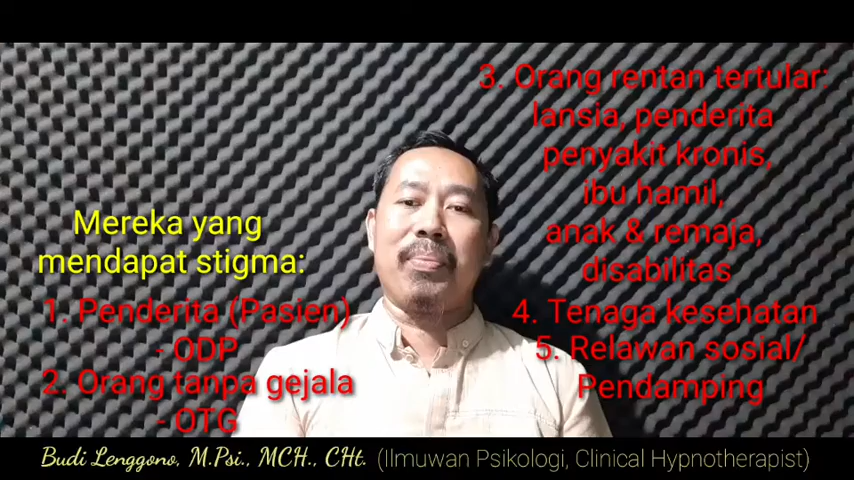 Mereka yang
mendapat stigma:
1. Penderita (Pasien)
- ODP
2. Orang tanpa gejala
- OTG
3. Orang rentan tertular:
lansia, penderita
penyakit kronis,
ibu hamil,
anak & remaja,
disabilitas
4. Tenaga kesehatan
5. Relawan sosial/
Pendamping
Budi Lenggono, M.Psi., MCH., CHt. (Ilmuwan Psikologi, Clinical Hypnotherapist)